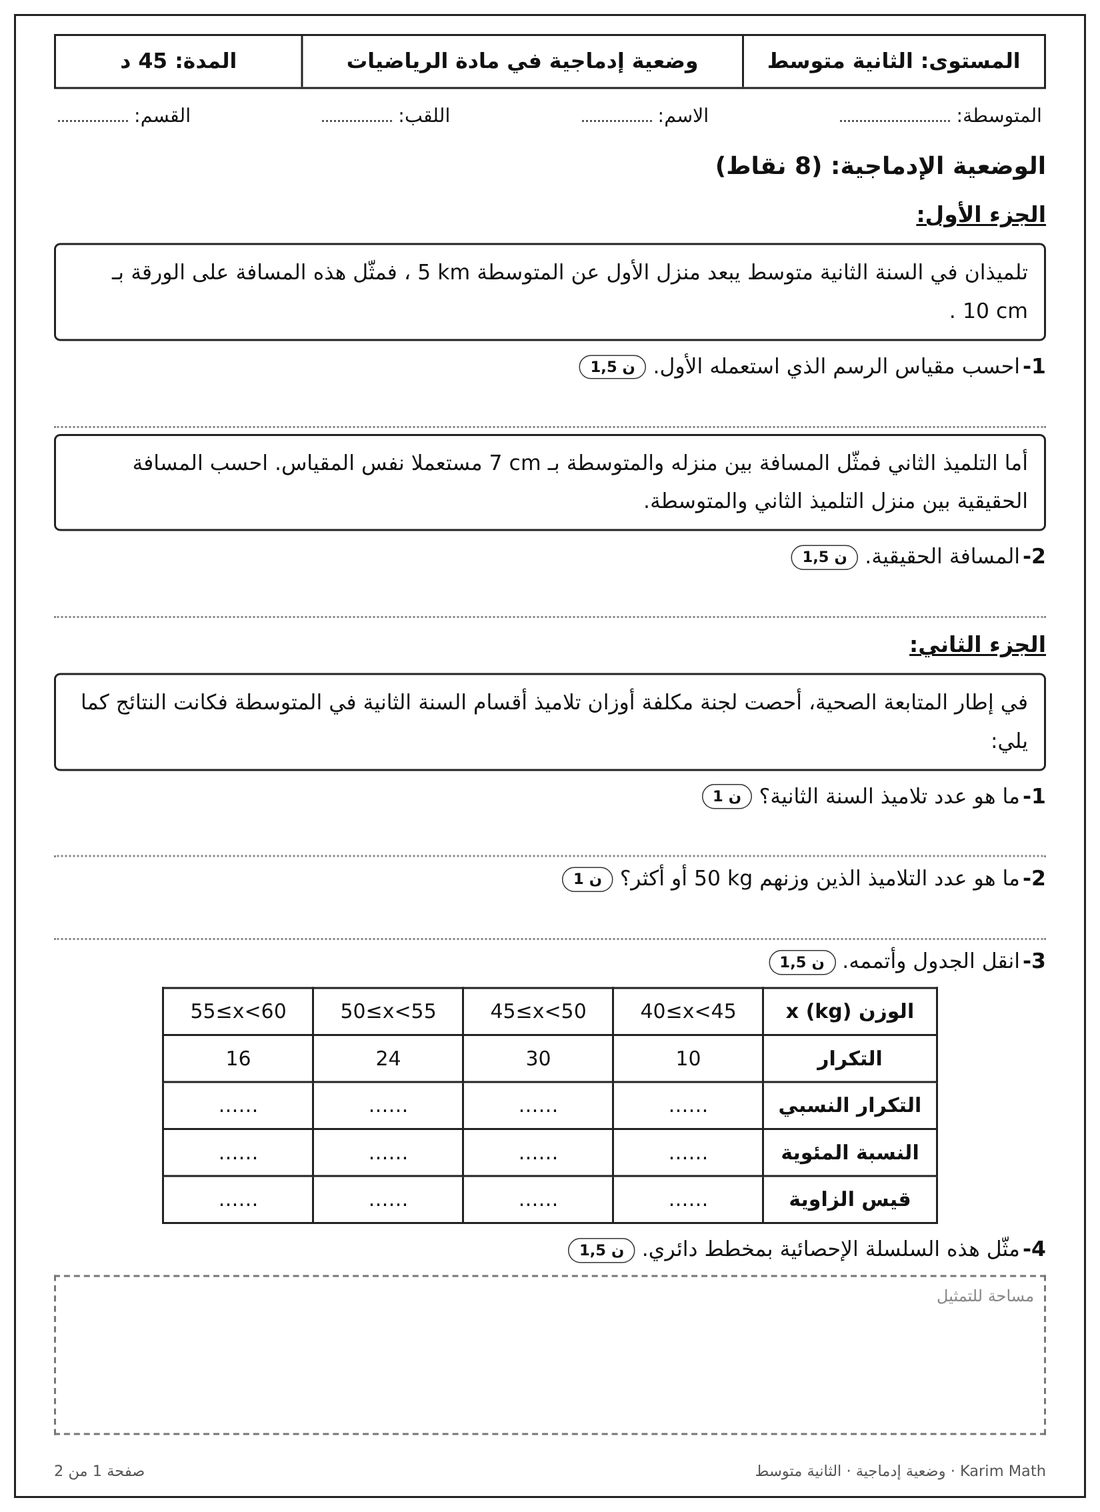 المستوى: الثانية متوسط وضعية إدماجية في مادة الرياضيات المدة: 45 د
المتوسطة: .......................... الاسم: ................. اللقب: ................. القسم: .................
الوضعية الإدماجية: (8 نقاط)
الجزء الأول:
تلميذان في السنة الثانية متوسط يبعد منزل الأول عن المتوسطة 5 km ، فمثّل هذه المسافة على الورقة بـ
10 cm .
1- احسب مقياس الرسم الذي استعمله الأول. 1,5 ن
أما التلميذ الثاني فمثّل المسافة بين منزله والمتوسطة بـ 7 cm مستعملا نفس المقياس. احسب المسافة
الحقيقية بين منزل التلميذ الثاني والمتوسطة.
2- المسافة الحقيقية. 1,5 ن
الجزء الثاني:
في إطار المتابعة الصحية، أحصت لجنة مكلفة أوزان تلاميذ أقسام السنة الثانية في المتوسطة فكانت النتائج كما
يلي:
1- ما هو عدد تلاميذ السنة الثانية؟ 1 ن
2- ما هو عدد التلاميذ الذين وزنهم 50 kg أو أكثر؟ 1 ن
3- انقل الجدول وأتممه. 1,5 ن
الوزن x (kg) 40≤x<45 45≤x<50 50≤x<55 55≤x<60
التكرار 10 30 24 16
التكرار النسبي ...... ...... ...... ......
النسبة المئوية ...... ...... ...... ......
قيس الزاوية ...... ...... ...... ......
4- مثّل هذه السلسلة الإحصائية بمخطط دائري. 1,5 ن
مساحة للتمثيل
Karim Math · وضعية إدماجية · الثانية متوسط صفحة 1 من 2